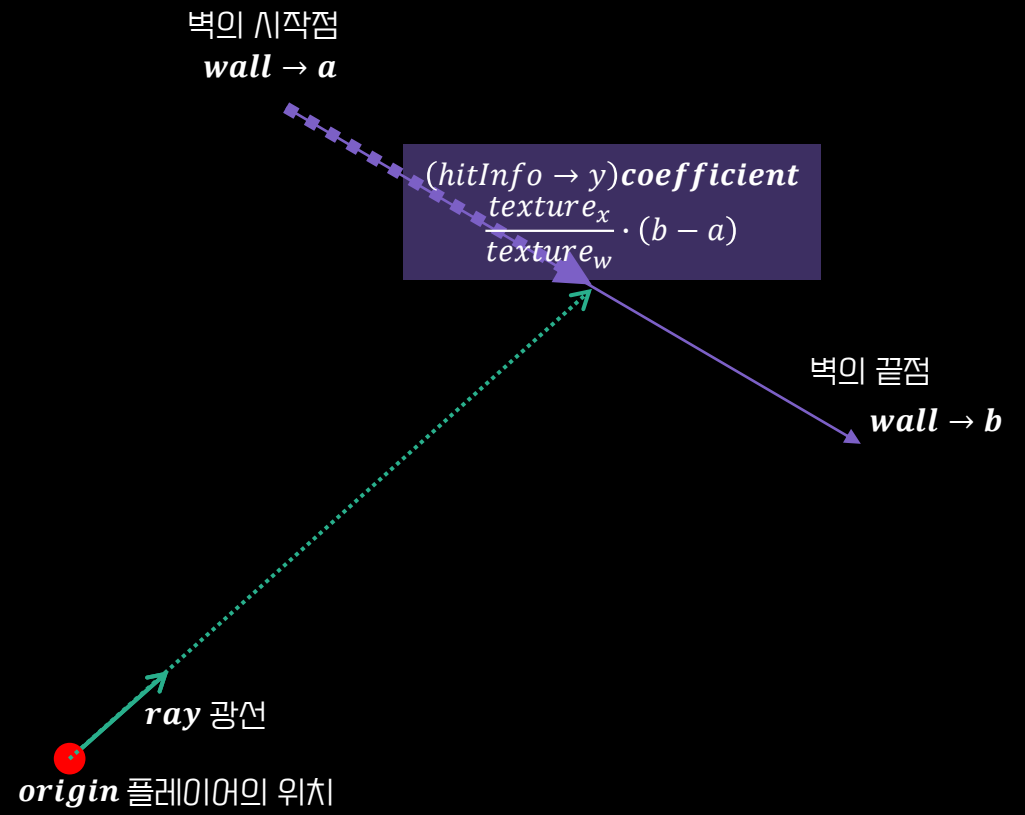 벽의 시작점
wall → a
(hitInfo → y)coefficient
texture_x / texture_w · (b − a)
벽의 끝점
wall → b
ray 광선
origin 플레이어의 위치